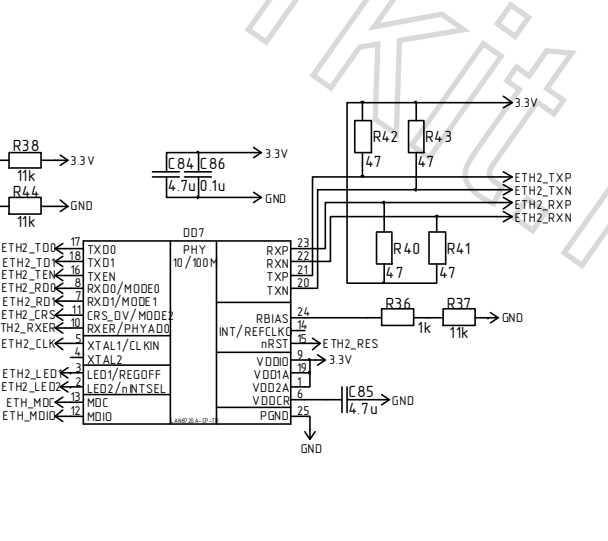 3.3V
R38
3.3V
11k
R44
GND
11k
C84 C86
3.3V
4.7u 0.1u
GND
R42 R43
47 47
ETH2_TXP
ETH2_TXN
ETH2_RXP
ETH2_RXN
R40 R41
47 47
DD7
PHY
10/100M
ETH2_TD0 17 TXD0
ETH2_TD1 18 TXD1
ETH2_TEN 16 TXEN
ETH2_RD0 8 RXD0/MODE0
ETH2_RD1 7 RXD1/MODE1
ETH2_CRS 11 CRS_DV/MODE2
TH2_RXER 10 RXER/PHYAD0
ETH2_CLK 5 XTAL1/CLKIN
4 XTAL2
ETH2_LED1 3 LED1/REGOFF
ETH2_LED2 2 LED2/nINTSEL
ETH_MDC 13 MDC
ETH_MDIO 12 MDIO
RXP 23
RXN 22
TXP 21
TXN 20
RBIAS 24
INT/REFCLKO 14
nRST 15 ETH2_RES
VDDIO 9 3.3V
VDD1A 19
VDD2A 1
VDDCR 6
PGND 25
LAN8720A-CP-TR
R36 R37
1k 11k
GND
C85
4.7u
GND
GND
rkit